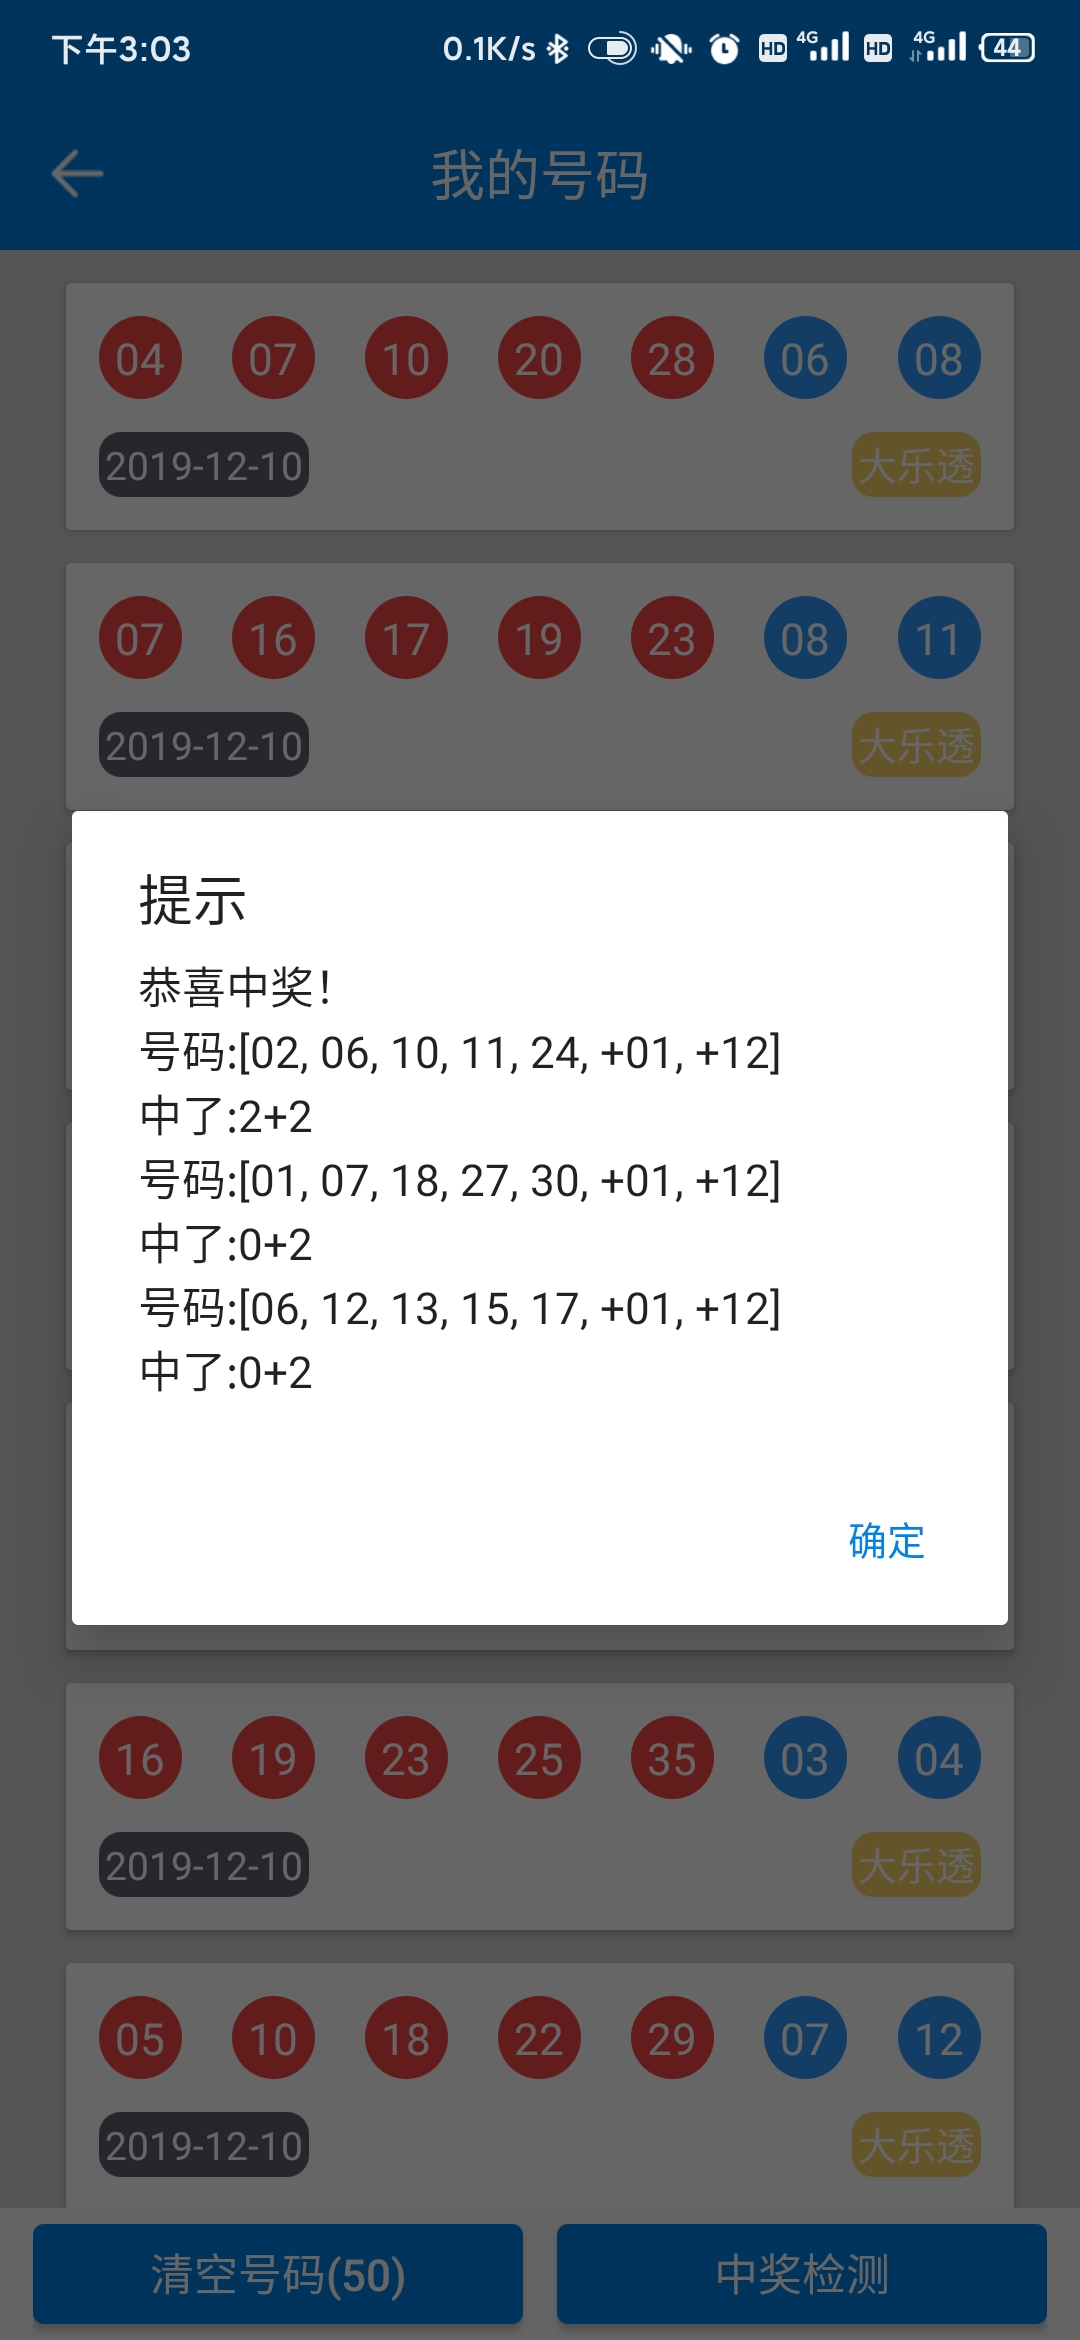 下午3:03 0.1K/s HD 4G HD 4G 44
我的号码
04 07 10 20 28 06 08
2019-12-10 大乐透
07 16 17 19 23 08 11
2019-12-10 大乐透
提示
恭喜中奖！
号码:[02, 06, 10, 11, 24, +01, +12]
中了:2+2
号码:[01, 07, 18, 27, 30, +01, +12]
中了:0+2
号码:[06, 12, 13, 15, 17, +01, +12]
中了:0+2
确定
16 19 23 25 35 03 04
2019-12-10 大乐透
05 10 18 22 29 07 12
2019-12-10 大乐透
清空号码(50) 中奖检测